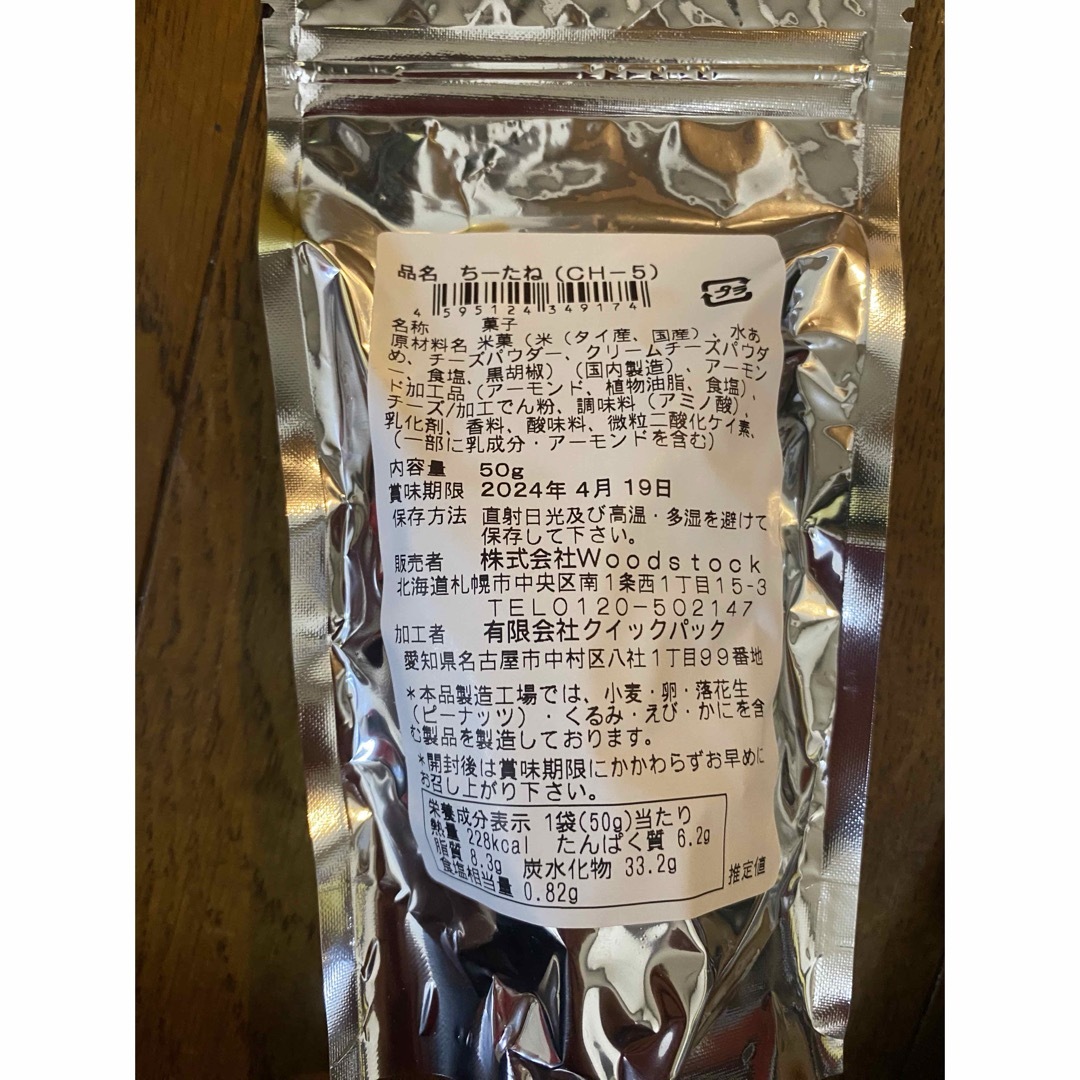 品名 ちーたね(CH-5)
4 595124 349174
プラ
名称 菓子
原材料名 米菓(米(タイ産、国産)、水あ
め、チーズパウダー、クリームチーズパウダ
ー、食塩、黒胡椒)(国内製造)、アーモン
ド加工品(アーモンド、植物油脂、食塩)、
チーズ/加工でん粉、調味料(アミノ酸)、
乳化剤、香料、酸味料、微粒二酸化ケイ素、
(一部に乳成分・アーモンドを含む)
内容量 50g
賞味期限 2024年 4月 19日
保存方法 直射日光及び高温・多湿を避けて
保存して下さい。
販売者 株式会社Woodstock
北海道札幌市中央区南1条西1丁目15-3
TEL0120-502147
加工者 有限会社クイックパック
愛知県名古屋市中村区八社1丁目99番地
*本品製造工場では、小麦・卵・落花生
(ピーナッツ)・くるみ・えび・かにを含
む製品を製造しております。
*開封後は賞味期限にかかわらずお早めに
お召し上がり下さい。
栄養成分表示 1袋(50g)当たり
熱量 228kcal たんぱく質 6.2g
脂質 8.3g 炭水化物 33.2g
食塩相当量 0.82g
推定値